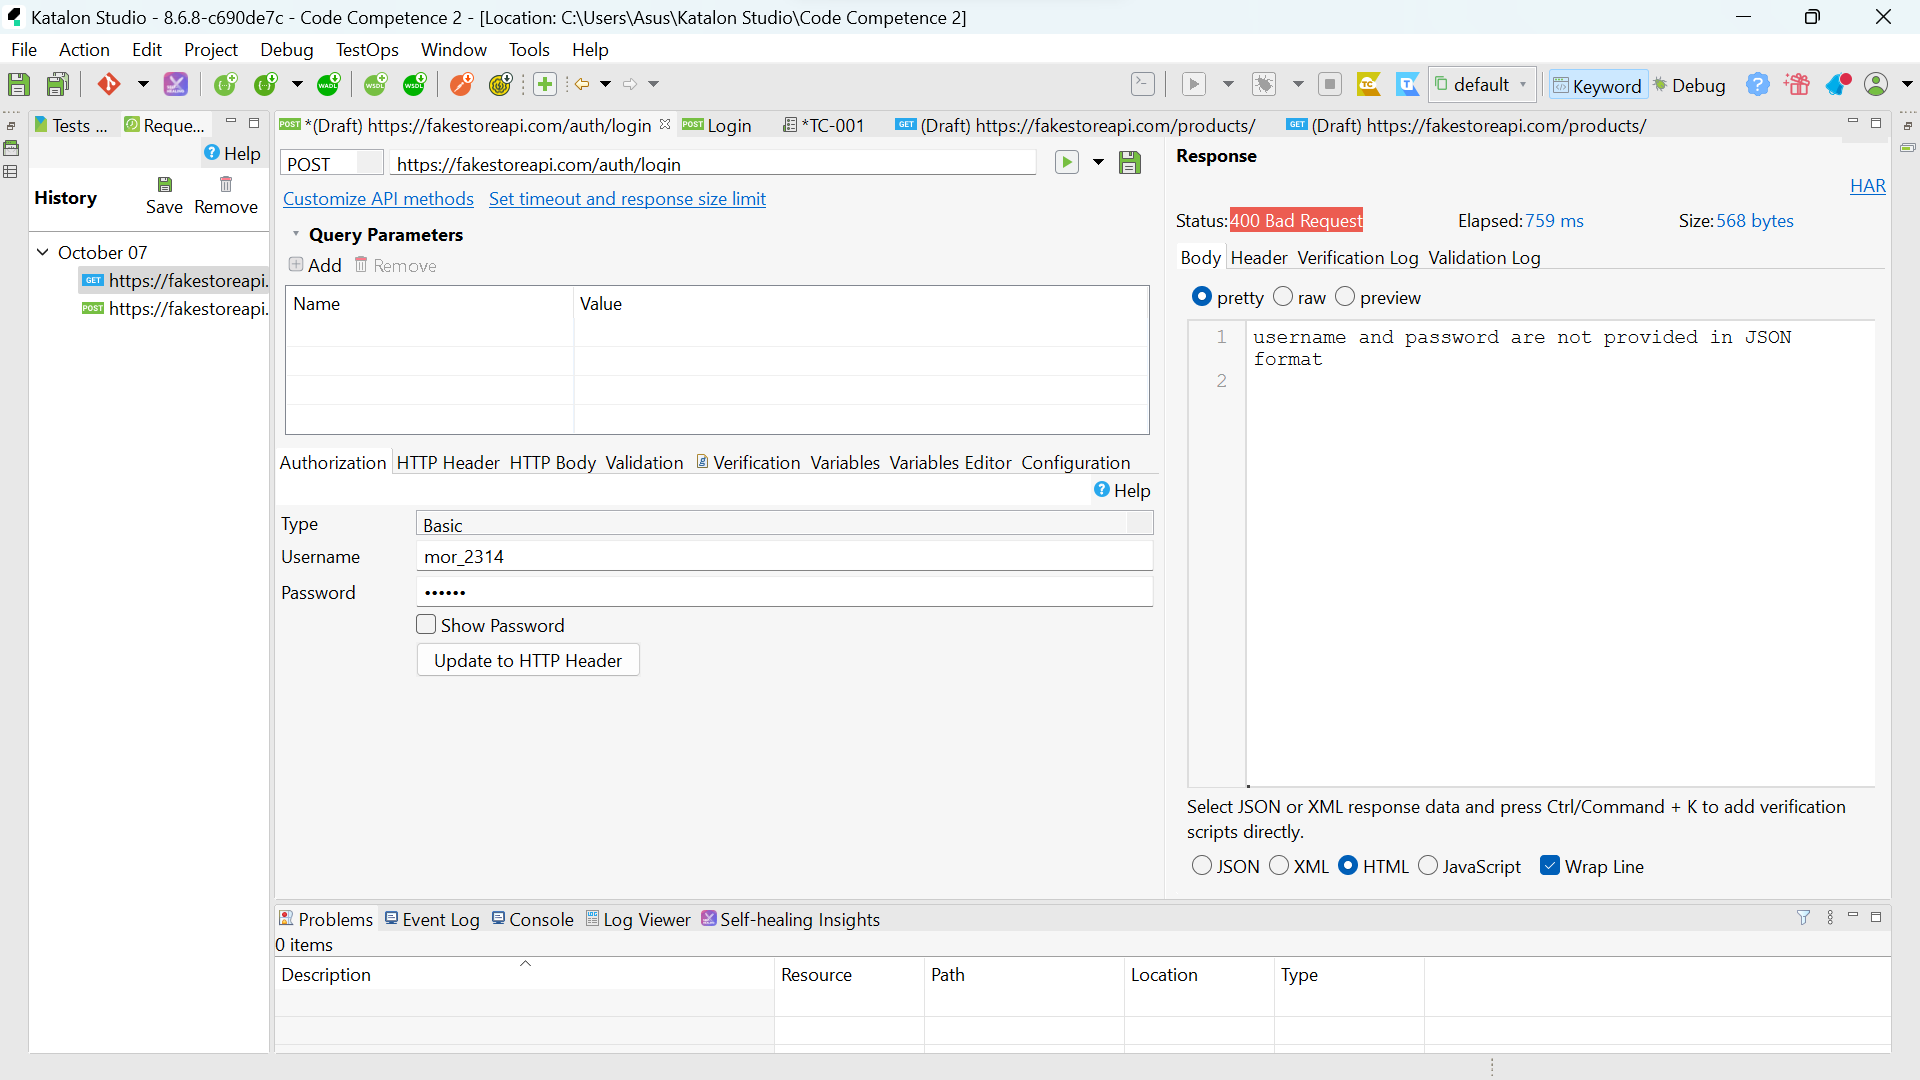 Katalon Studio - 8.6.8-c690de7c - Code Competence 2 - [Location: C:\Users\Asus\Katalon Studio\Code Competence 2]
File Action Edit Project Debug TestOps Window Tools Help
default Keyword Debug
Tests ... Reque...
Help
History Save Remove
October 07
GET https://fakestoreapi.
POST https://fakestoreapi.
POST *(Draft) https://fakestoreapi.com/auth/login POST Login *TC-001 GET (Draft) https://fakestoreapi.com/products/ GET (Draft) https://fakestoreapi.com/products/
POST https://fakestoreapi.com/auth/login
Customize API methods Set timeout and response size limit
Query Parameters
Add Remove
Name Value
Authorization HTTP Header HTTP Body Validation Verification Variables Variables Editor Configuration
Help
Type Basic
Username mor_2314
Password ••••••
Show Password
Update to HTTP Header
Response
HAR
Status: 400 Bad Request Elapsed: 759 ms Size: 568 bytes
Body Header Verification Log Validation Log
pretty raw preview
1 username and password are not provided in JSON
format
2
Select JSON or XML response data and press Ctrl/Command + K to add verification
scripts directly.
JSON XML HTML JavaScript Wrap Line
Problems Event Log Console Log Viewer Self-healing Insights
0 items
Description Resource Path Location Type